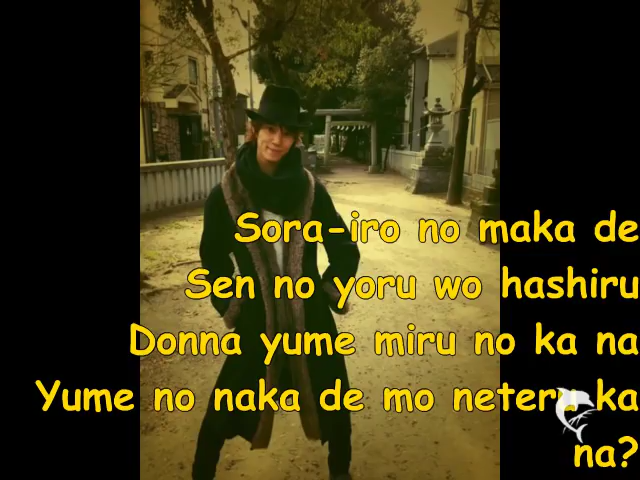 Sora-iro no maka de
Sen no yoru wo hashiru
Donna yume miru no ka na
Yume no naka de mo neteru ka
na?